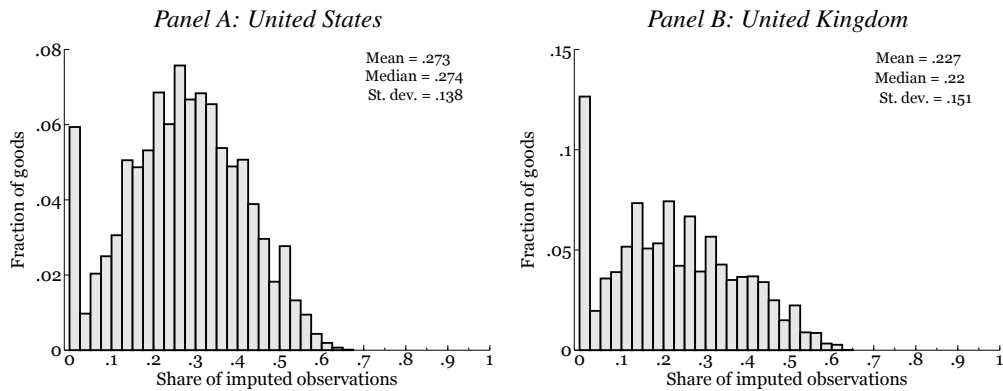 Panel A: United States
Mean = .273
Median = .274
St. dev. = .138
Fraction of goods
.08
.06
.04
.02
0
0 .1 .2 .3 .4 .5 .6 .7 .8 .9 1
Share of imputed observations
Panel B: United Kingdom
Mean = .227
Median = .22
St. dev. = .151
Fraction of goods
.15
.1
.05
0
0 .1 .2 .3 .4 .5 .6 .7 .8 .9 1
Share of imputed observations